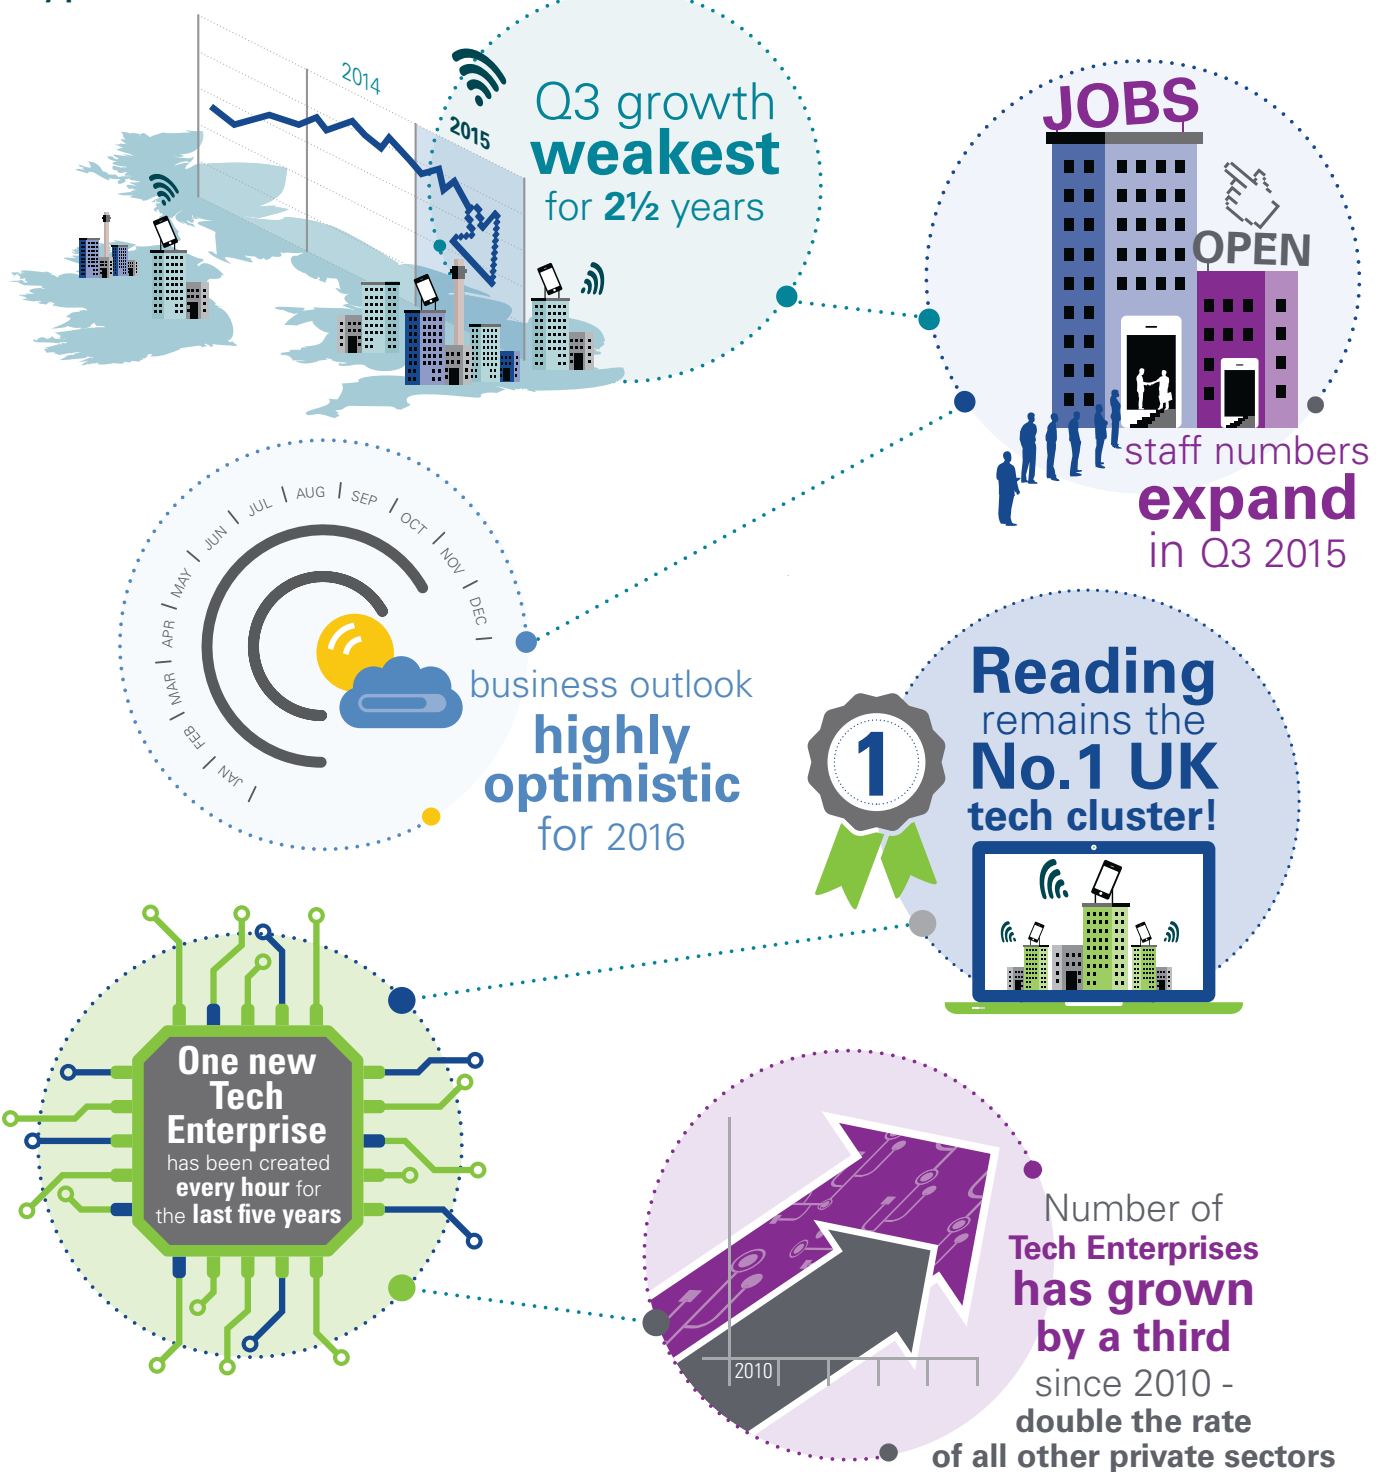 2014
2015
Q3 growth
weakest
for 2½ years
JOBS
OPEN
staff numbers
expand
in Q3 2015
JAN | FEB | MAR | APR | MAY | JUN | JUL | AUG | SEP | OCT | NOV | DEC |
business outlook
highly
optimistic
for 2016
1
Reading
remains the
No.1 UK
tech cluster!
One new
Tech
Enterprise
has been created
every hour for
the last five years
2010
Number of
Tech Enterprises
has grown
by a third
since 2010 -
double the rate
of all other private sectors